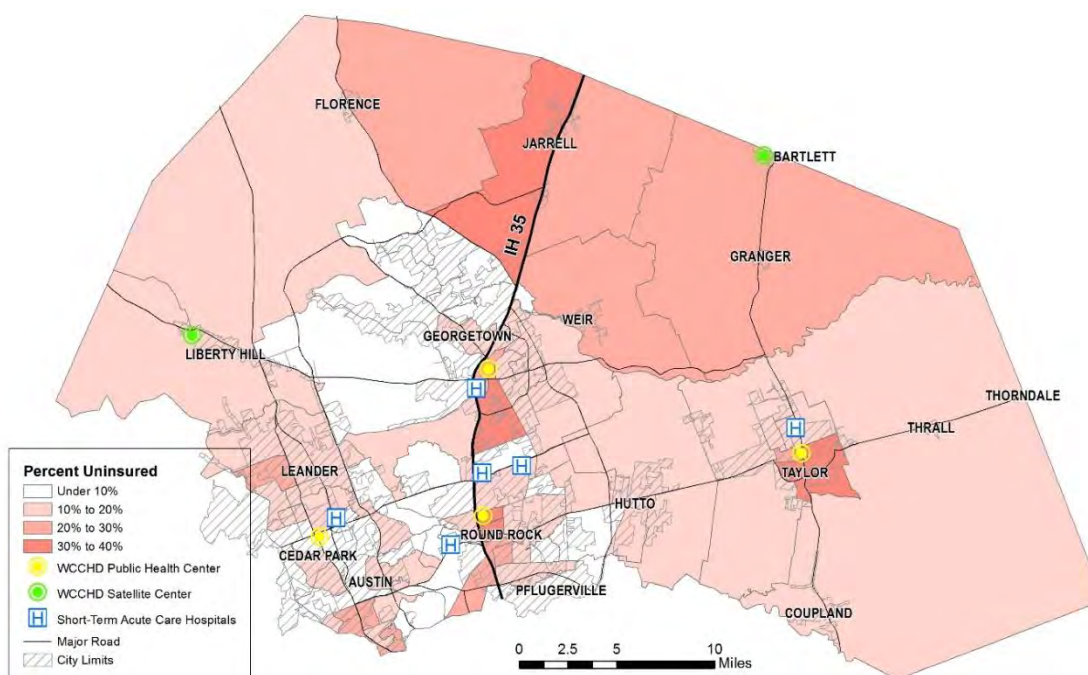 FLORENCE
JARRELL
BARTLETT
IH 35
GRANGER
WEIR
GEORGETOWN
LIBERTY HILL
THORNDALE
THRALL
TAYLOR
LEANDER
HUTTO
ROUND ROCK
CEDAR PARK
AUSTIN
PFLUGERVILLE
COUPLAND
H
H
H
H
H
H
Percent Uninsured
Under 10%
10% to 20%
20% to 30%
30% to 40%
WCCHD Public Health Center
WCCHD Satellite Center
H Short-Term Acute Care Hospitals
Major Road
City Limits
0 2.5 5 10
Miles